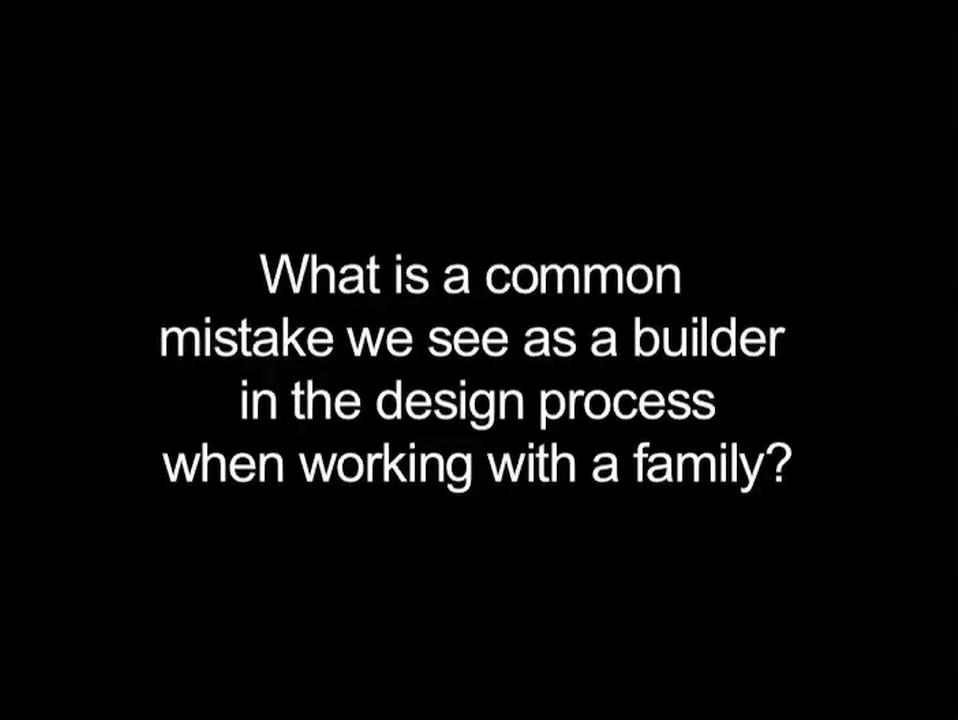 What is a common
mistake we see as a builder
in the design process
when working with a family?